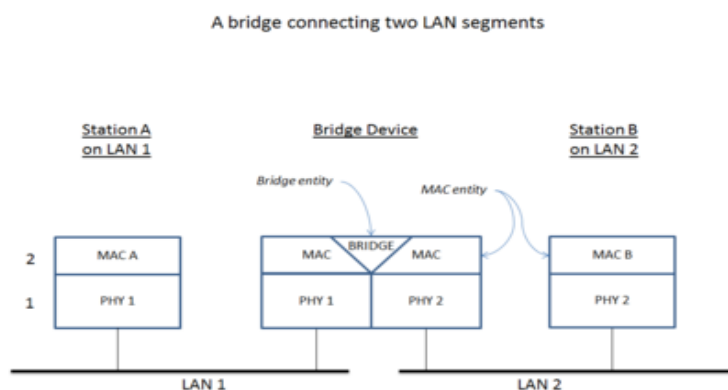 A bridge connecting two LAN segments
Station A
on LAN 1
Bridge Device
Station B
on LAN 2
Bridge entity
MAC entity
2
MAC A
MAC
BRIDGE
MAC
MAC B
1
PHY 1
PHY 1
PHY 2
PHY 2
LAN 1
LAN 2